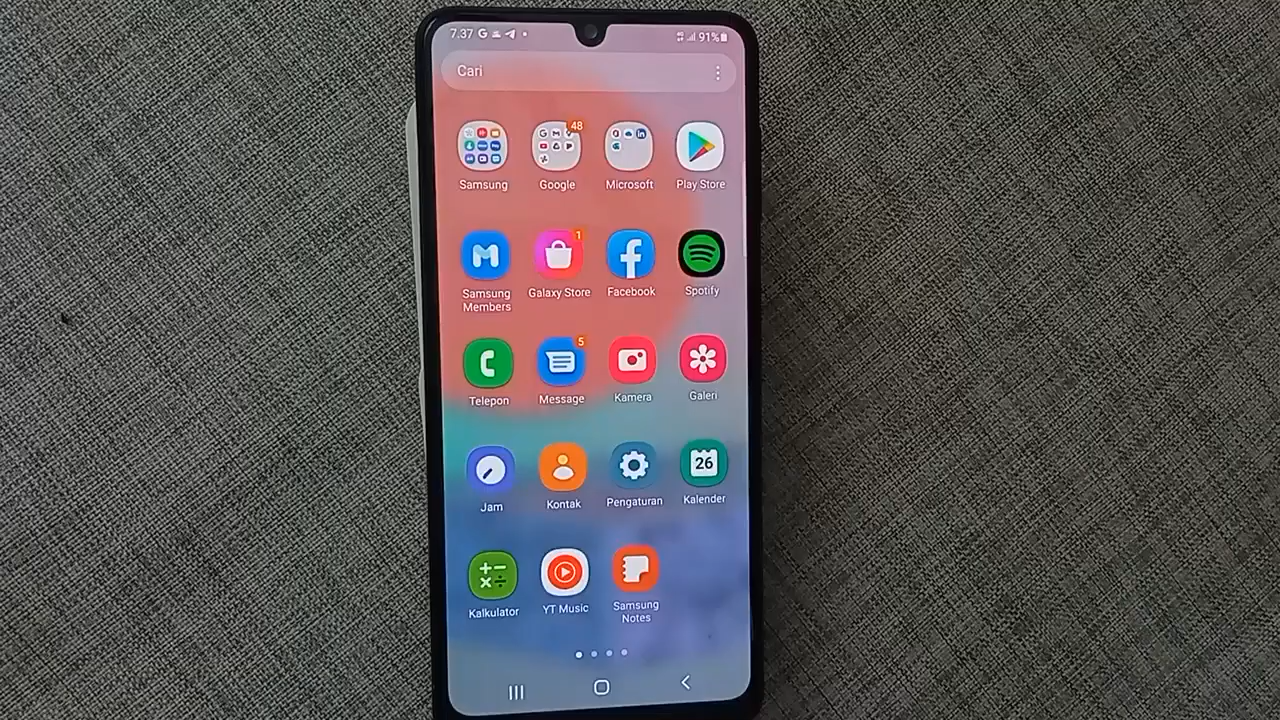 7.37
91%
Cari
48
Samsung
Google
Microsoft
Play Store
1
Samsung
Members
Galaxy Store
Facebook
Spotify
5
Telepon
Message
Kamera
Galeri
26
Jam
Kontak
Pengaturan
Kalender
Kalkulator
YT Music
Samsung
Notes